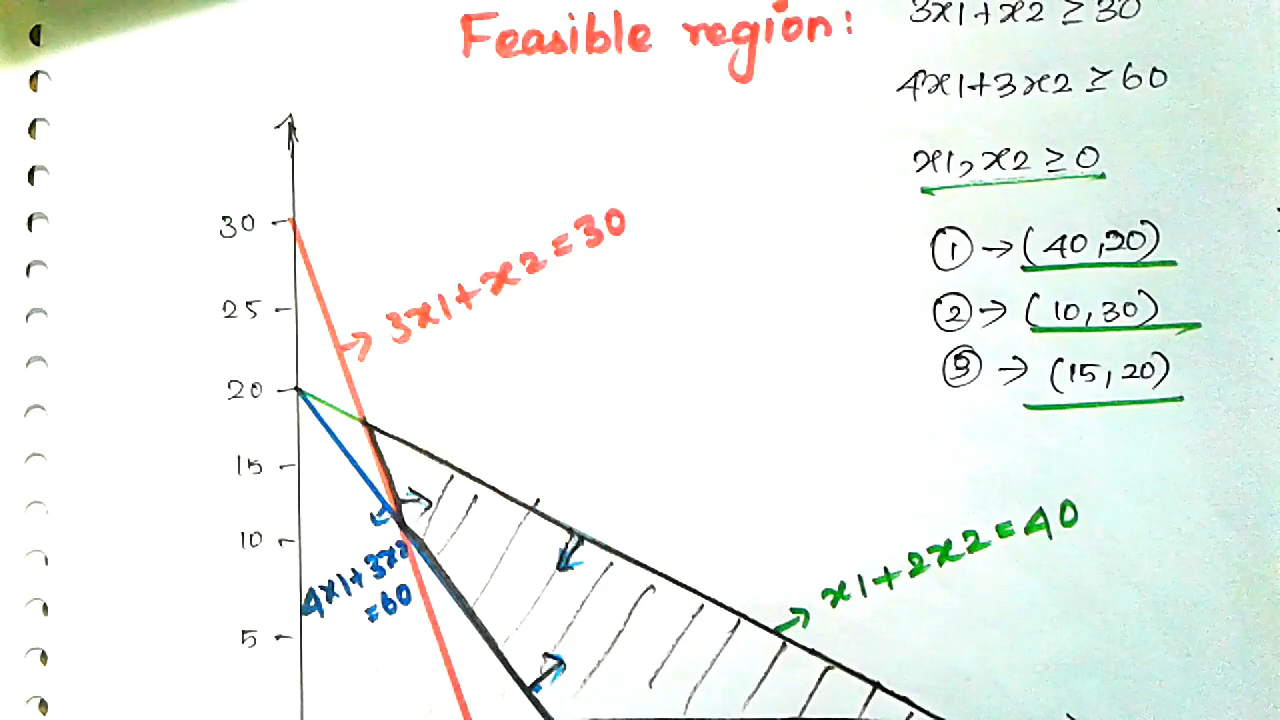 Feasible region:
3x1+x2 ≥ 30
4x1+3x2 ≥ 60
x1, x2 ≥ 0
① → (40,20)
② → (10,30)
③ → (15,20)
30
25
20
15
10
5
3x1+x2=30
4x1+3x2
=60
x1+2x2=40